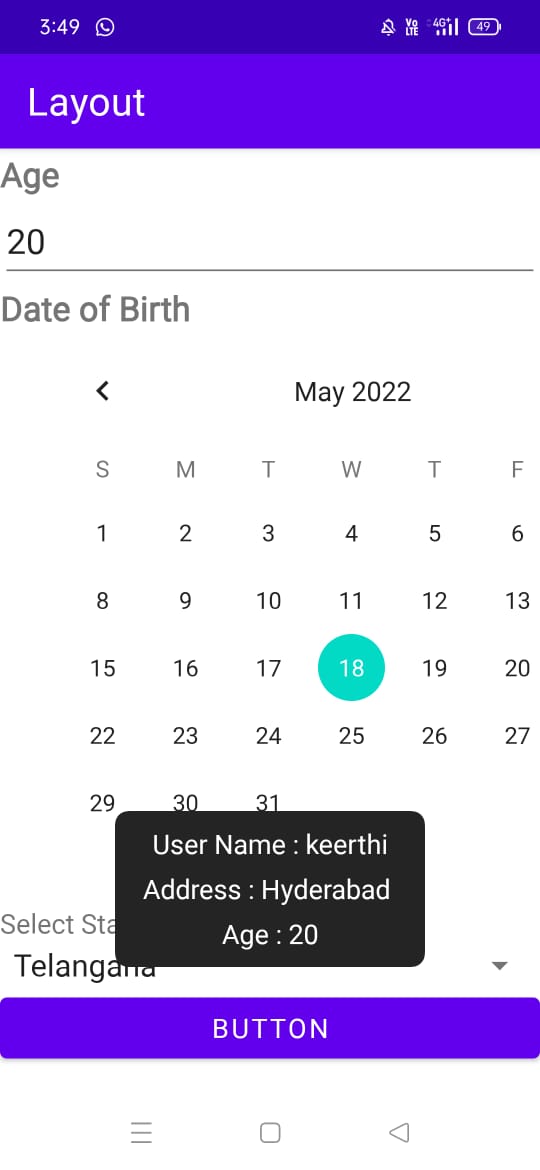 3:49 Vo LTE 4G+ 49
Layout
Age
20
Date of Birth
May 2022
S M T W T F
1 2 3 4 5 6
8 9 10 11 12 13
15 16 17 18 19 20
22 23 24 25 26 27
29 30 31
User Name : keerthi
Address : Hyderabad
Age : 20
Select Sta
Telangana
BUTTON